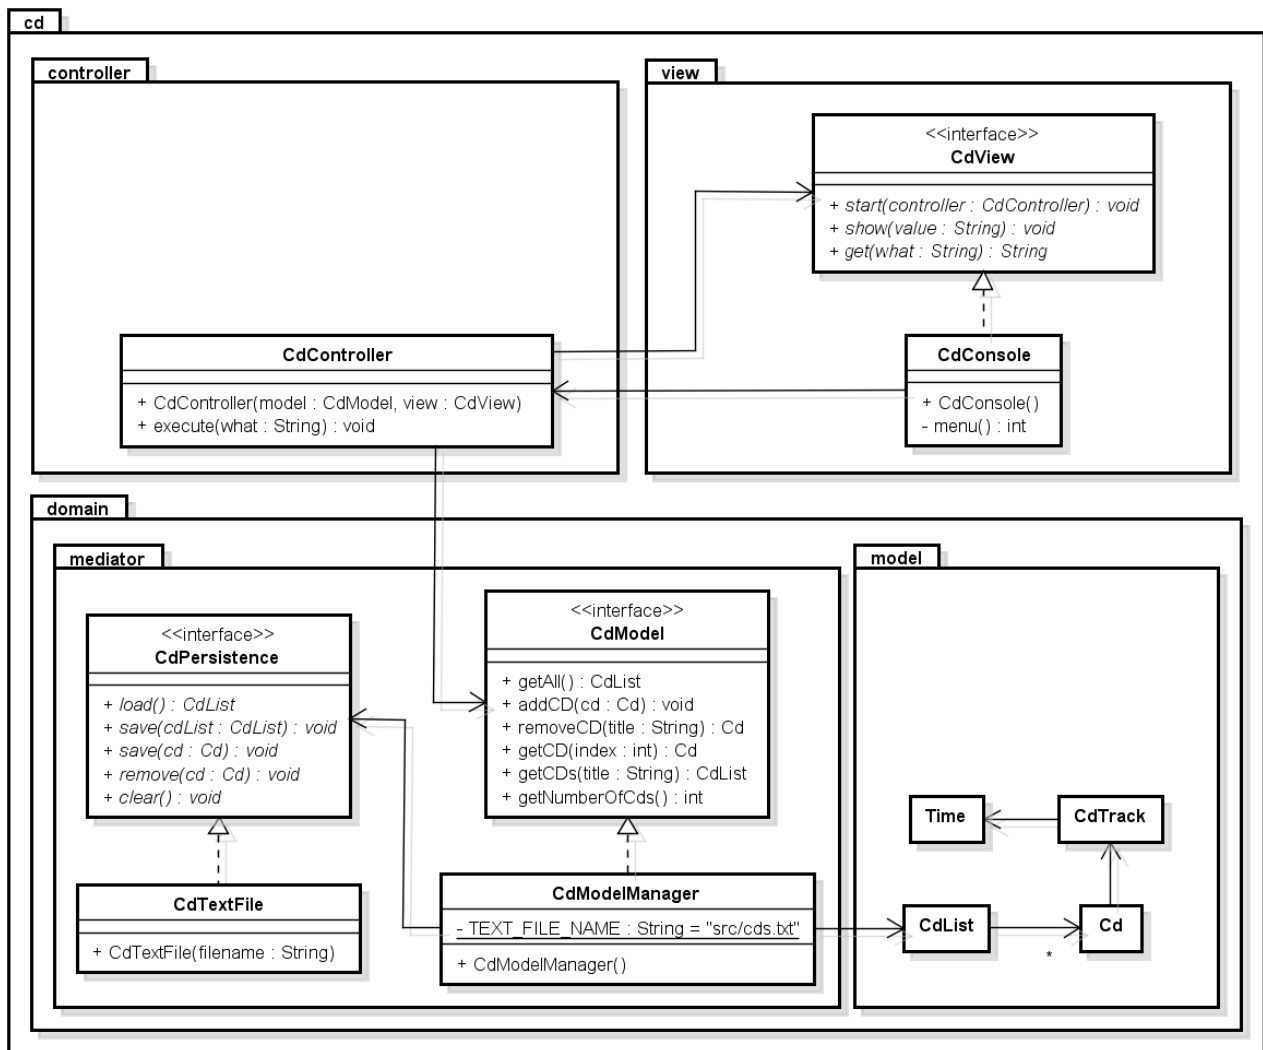 cd
controller
CdController
+ CdController(model : CdModel, view : CdView)
+ execute(what : String) : void
view
<<interface>>
CdView
+ start(controller : CdController) : void
+ show(value : String) : void
+ get(what : String) : String
CdConsole
+ CdConsole()
- menu() : int
domain
mediator
<<interface>>
CdPersistence
+ load() : CdList
+ save(cdList : CdList) : void
+ save(cd : Cd) : void
+ remove(cd : Cd) : void
+ clear() : void
<<interface>>
CdModel
+ getAll() : CdList
+ addCD(cd : Cd) : void
+ removeCD(title : String) : Cd
+ getCD(index : int) : Cd
+ getCDs(title : String) : CdList
+ getNumberOfCds() : int
CdTextFile
+ CdTextFile(filename : String)
CdModelManager
- TEXT_FILE_NAME : String = "src/cds.txt"
+ CdModelManager()
model
Time
CdTrack
CdList
Cd
*